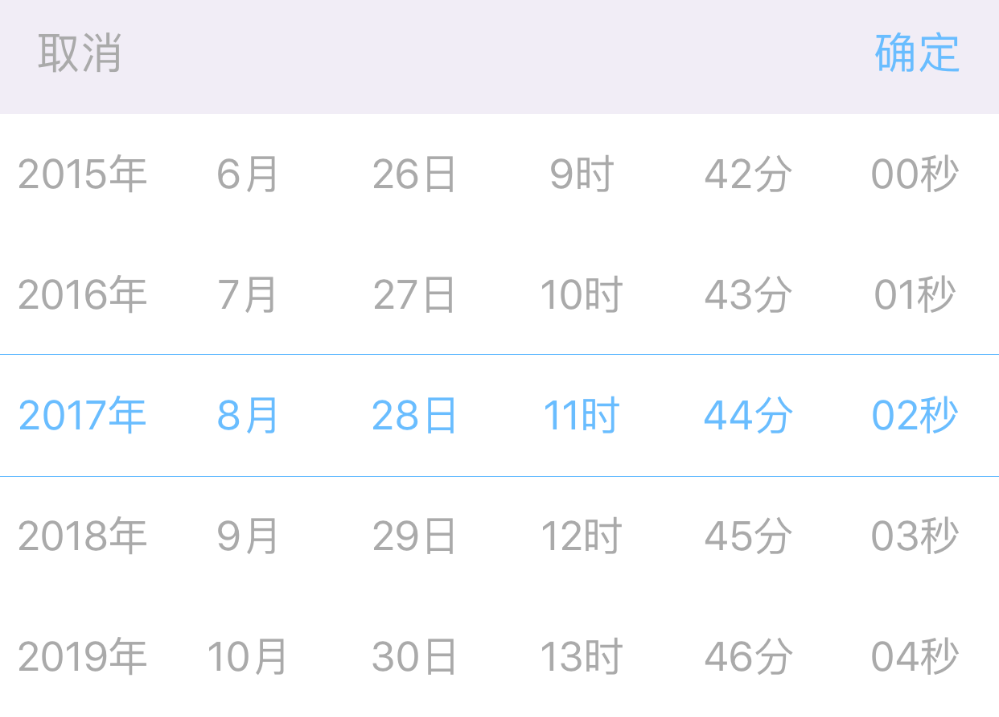 取消 确定
2015年 6月 26日 9时 42分 00秒
2016年 7月 27日 10时 43分 01秒
2017年 8月 28日 11时 44分 02秒
2018年 9月 29日 12时 45分 03秒
2019年 10月 30日 13时 46分 04秒